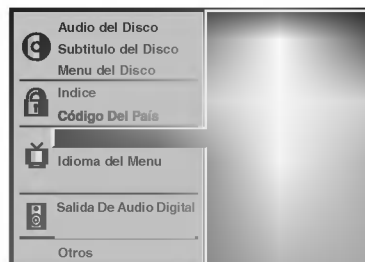 Audio del Disco
Subtitulo del Disco
Menu del Disco
Indice
Código Del País
Idioma del Menu
Salida De Audio Digital
Otros